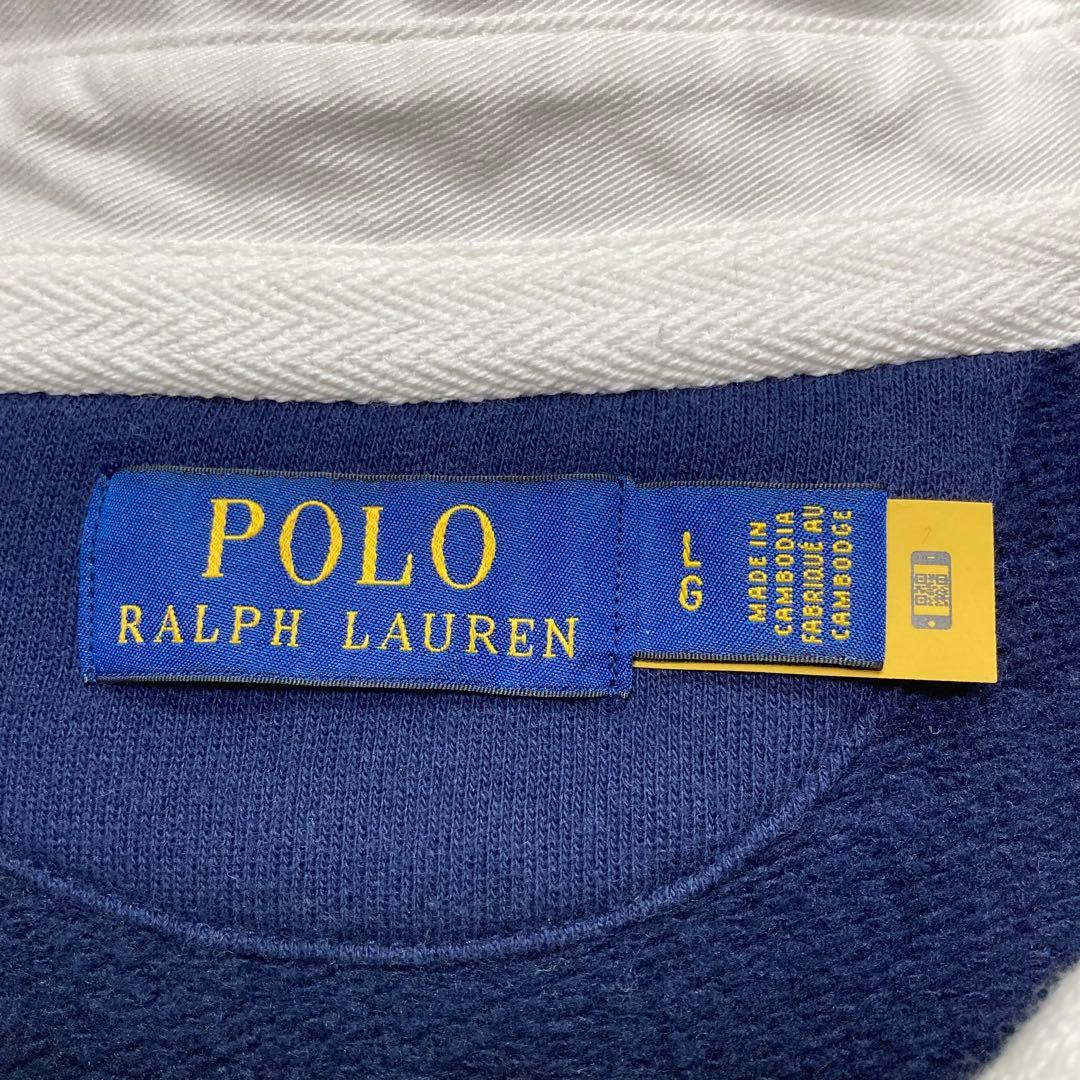 POLO
RALPH LAUREN
L
G
MADE IN
CAMBODIA
FABRIQUÉ AU
CAMBODGE